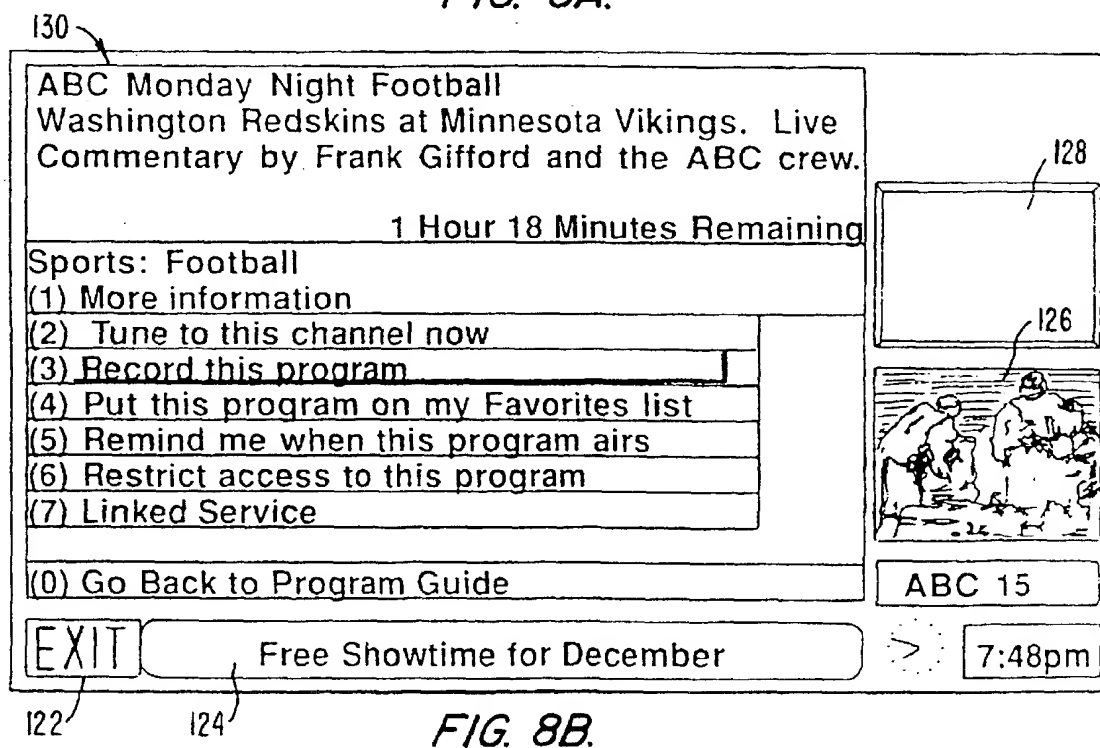 FIG. 8A.
130
ABC Monday Night Football
Washington Redskins at Minnesota Vikings. Live
Commentary by Frank Gifford and the ABC crew.
1 Hour 18 Minutes Remaining
128
Sports: Football
(1) More information
(2) Tune to this channel now
(3) Record this program
(4) Put this program on my Favorites list
(5) Remind me when this program airs
(6) Restrict access to this program
(7) Linked Service
126
(0) Go Back to Program Guide
ABC 15
EXIT
Free Showtime for December
7:48pm
122
124
FIG. 8B.